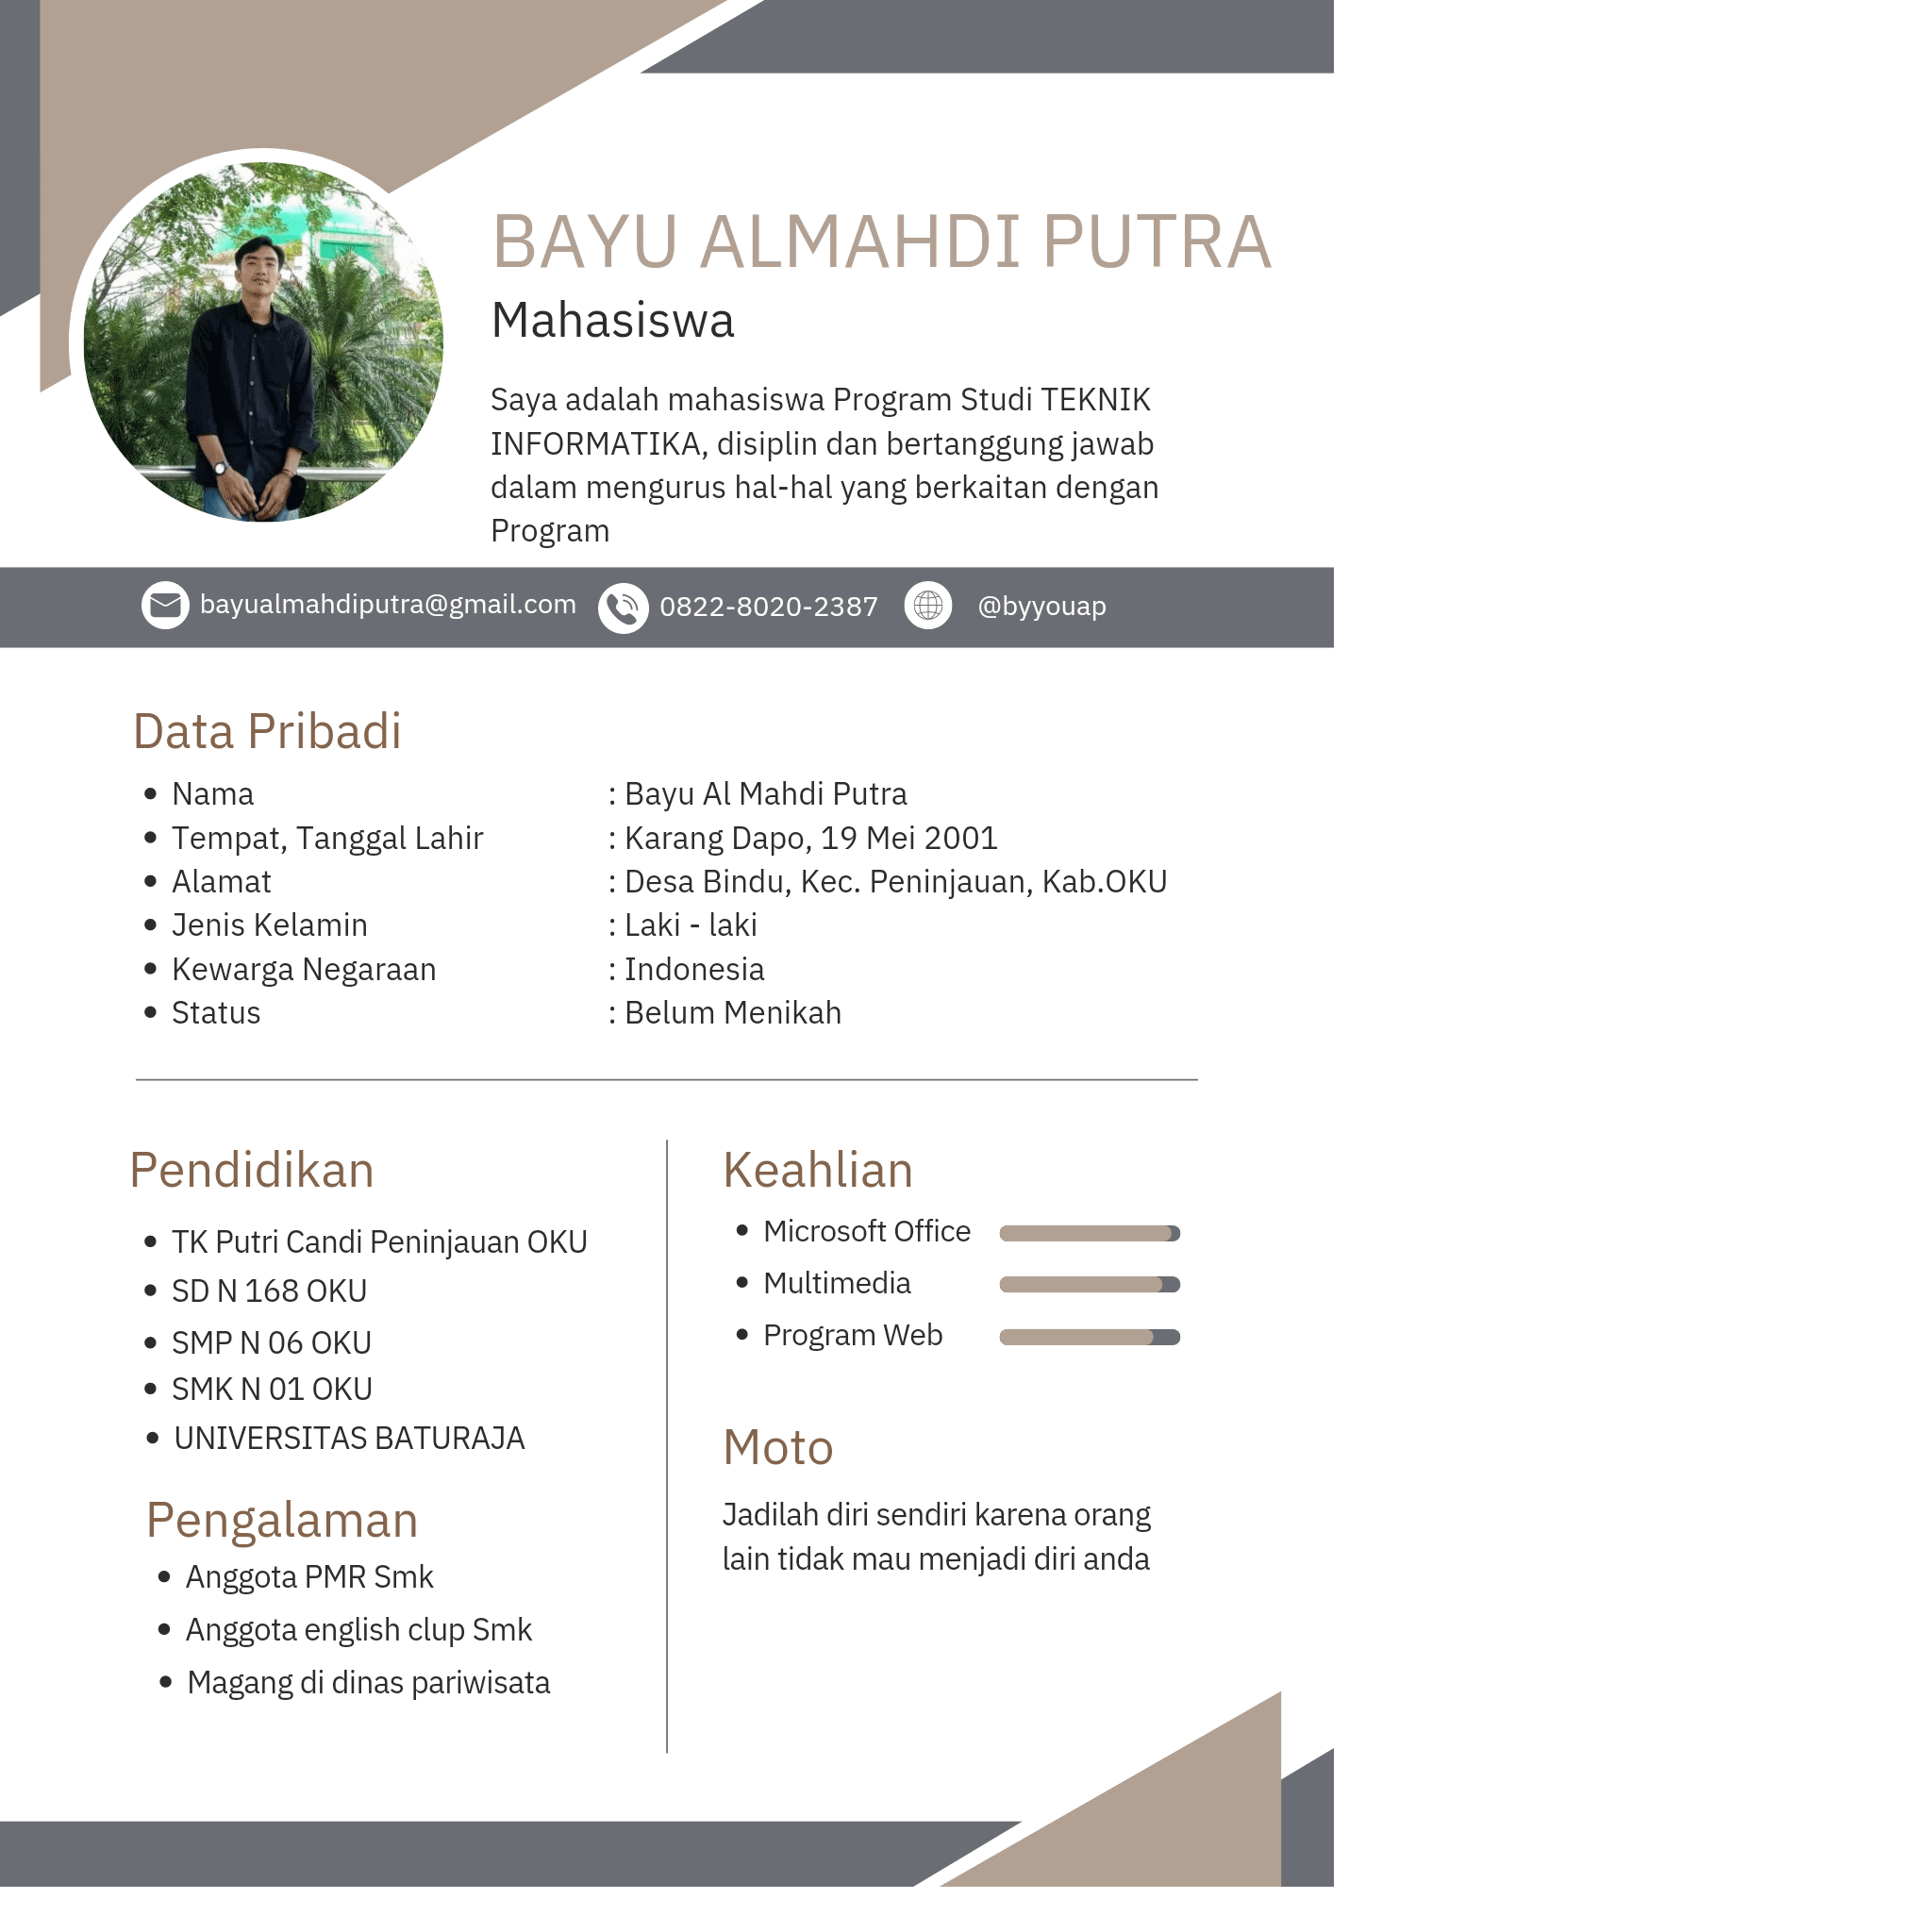 BAYU ALMAHDI PUTRA
Mahasiswa
Saya adalah mahasiswa Program Studi TEKNIK
INFORMATIKA, disiplin dan bertanggung jawab
dalam mengurus hal-hal yang berkaitan dengan
Program
bayualmahdiputra@gmail.com 0822-8020-2387 @byyouap
Data Pribadi
• Nama : Bayu Al Mahdi Putra
• Tempat, Tanggal Lahir : Karang Dapo, 19 Mei 2001
• Alamat : Desa Bindu, Kec. Peninjauan, Kab.OKU
• Jenis Kelamin : Laki - laki
• Kewarga Negaraan : Indonesia
• Status : Belum Menikah
Pendidikan
• TK Putri Candi Peninjauan OKU
• SD N 168 OKU
• SMP N 06 OKU
• SMK N 01 OKU
• UNIVERSITAS BATURAJA
Pengalaman
• Anggota PMR Smk
• Anggota english clup Smk
• Magang di dinas pariwisata
Keahlian
• Microsoft Office
• Multimedia
• Program Web
Moto
Jadilah diri sendiri karena orang
lain tidak mau menjadi diri anda